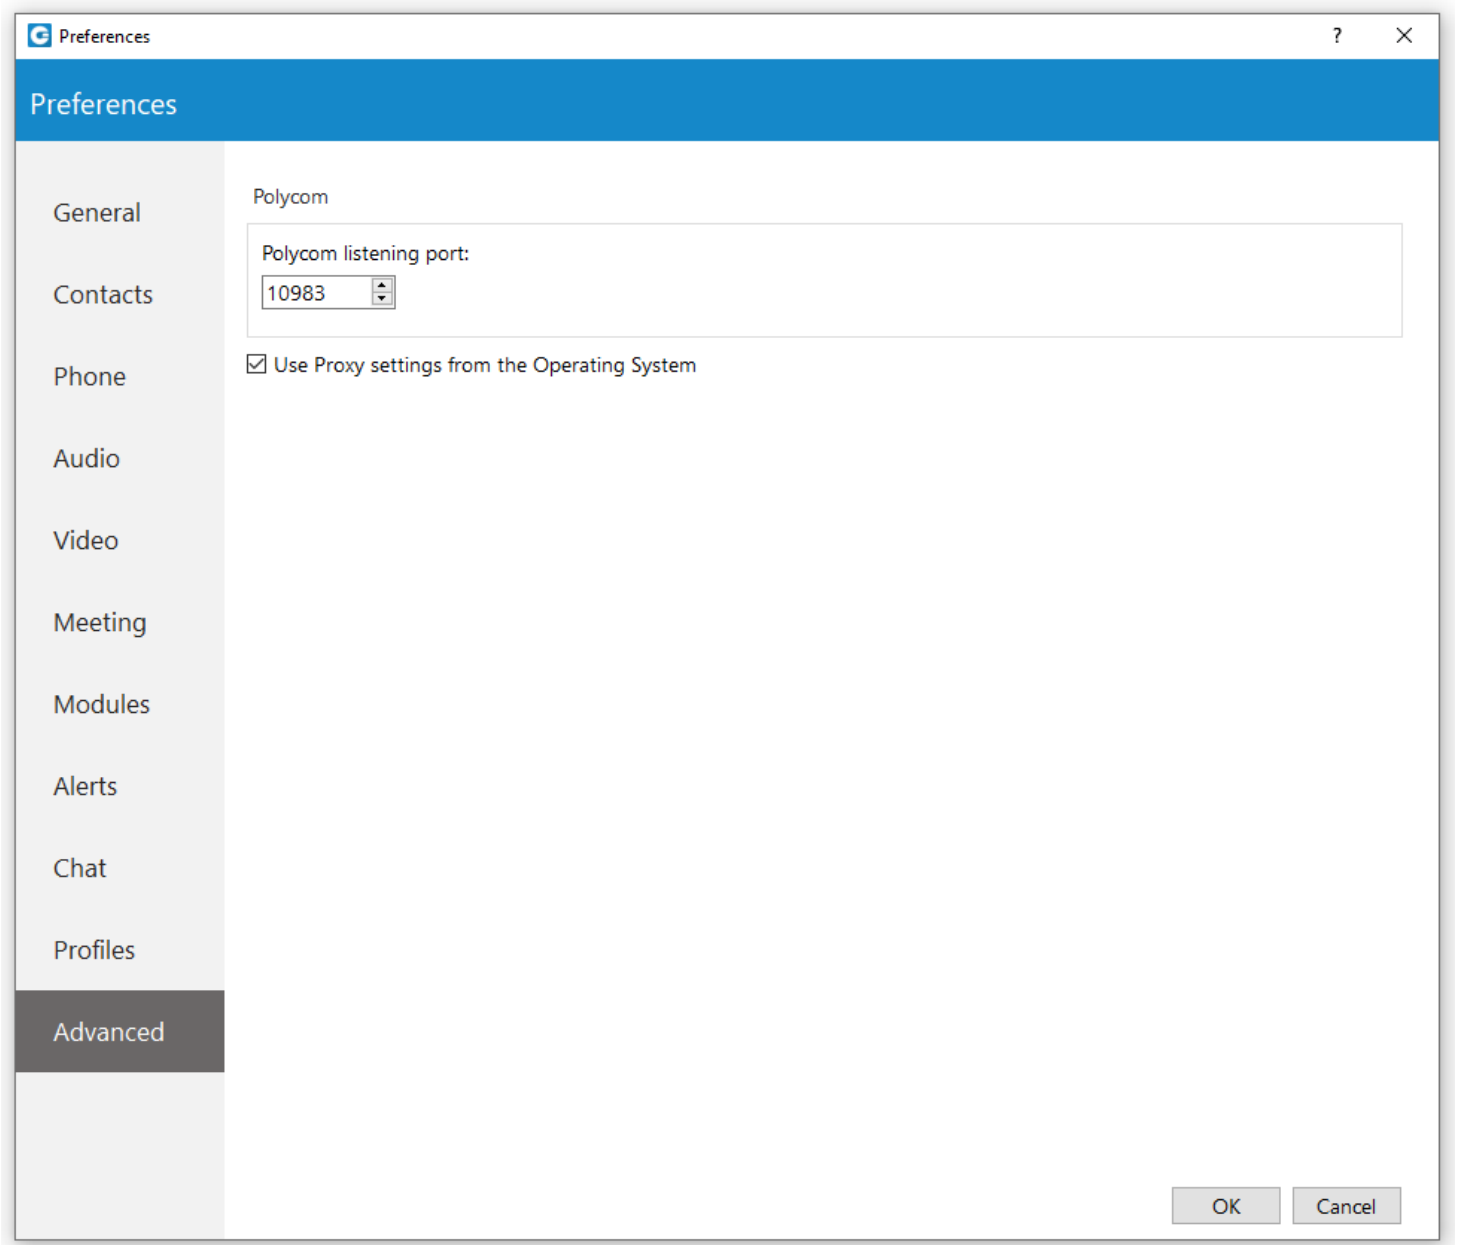 Preferences
?
Preferences
General
Contacts
Phone
Audio
Video
Meeting
Modules
Alerts
Chat
Profiles
Advanced
Polycom
Polycom listening port:
10983
Use Proxy settings from the Operating System
OK
Cancel